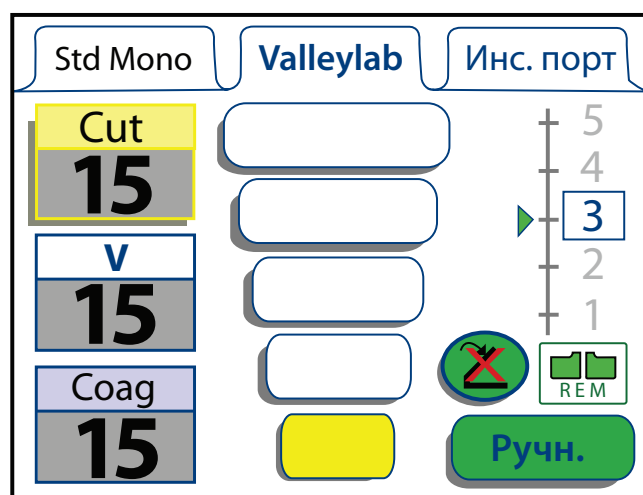 Std Mono
Valleylab
Инс. порт
Cut
15
V
15
Coag
15
5
4
3
2
1
REM
Ручн.